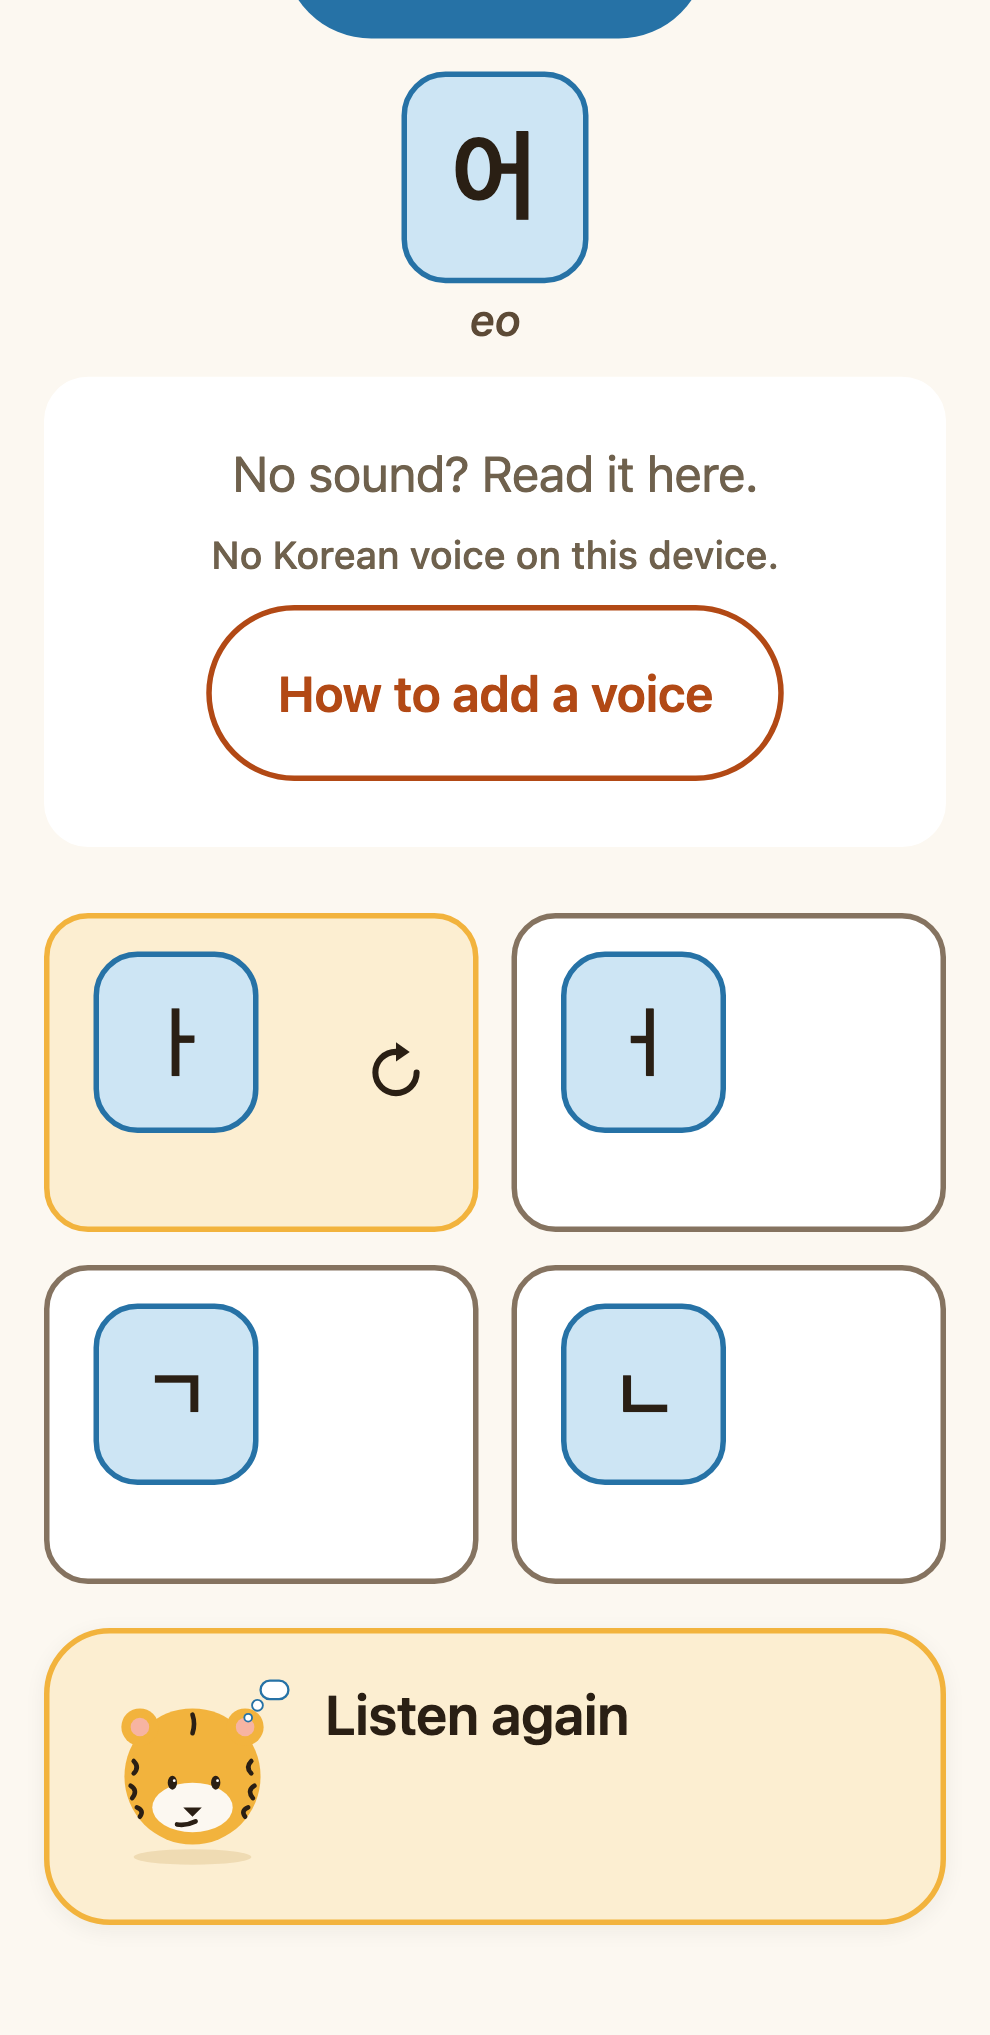 어
eo
No sound? Read it here.
No Korean voice on this device.
How to add a voice
ㅏ
ㅓ
ㄱ
ㄴ
Listen again